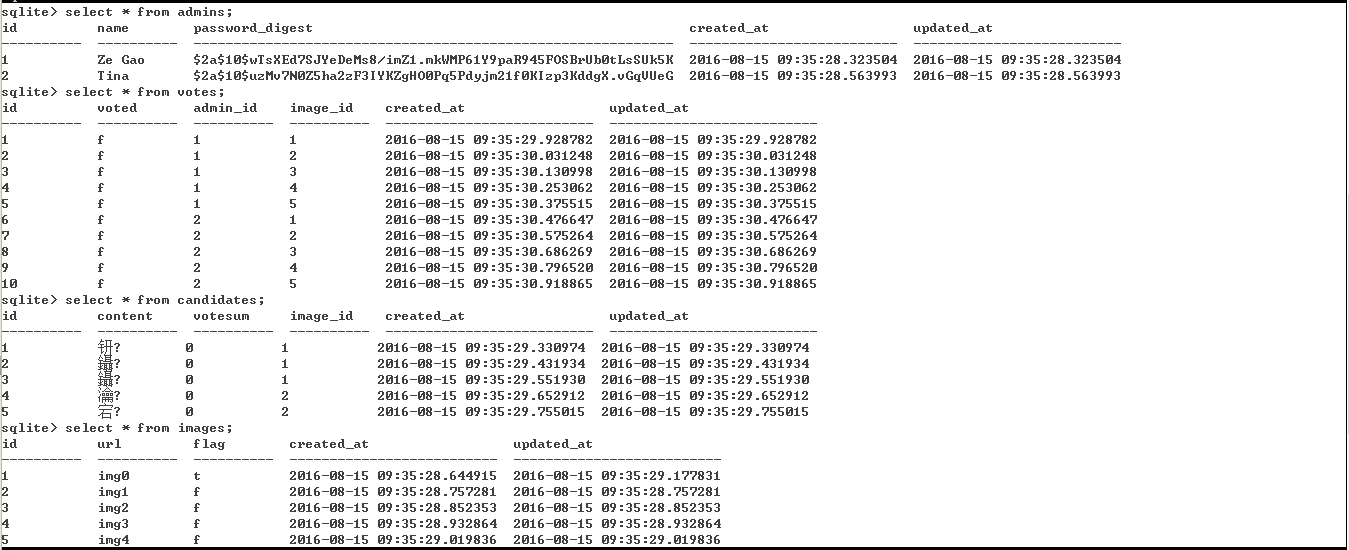 sqlite> select * from admins;
id name password_digest created_at updated_at
---------- ---------- ------------------------------------------------------------ -------------------------- --------------------------
1 Ze Gao $2a$10$wTsXEd7SJYeDeMs8/imZ1.mkWMP61Y9paR945FOSBrUb0tLsSUk5K 2016-08-15 09:35:28.323504 2016-08-15 09:35:28.323504
2 Tina $2a$10$uzMv7N0Z5ha2zF3IYKZgHO0Pq5Pdyjm21f0KIzp3KddgX.vGqVUeG 2016-08-15 09:35:28.563993 2016-08-15 09:35:28.563993
sqlite> select * from votes;
id voted admin_id image_id created_at updated_at
---------- ---------- ---------- ---------- -------------------------- --------------------------
1 f 1 1 2016-08-15 09:35:29.928782 2016-08-15 09:35:29.928782
2 f 1 2 2016-08-15 09:35:30.031248 2016-08-15 09:35:30.031248
3 f 1 3 2016-08-15 09:35:30.130998 2016-08-15 09:35:30.130998
4 f 1 4 2016-08-15 09:35:30.253062 2016-08-15 09:35:30.253062
5 f 1 5 2016-08-15 09:35:30.375515 2016-08-15 09:35:30.375515
6 f 2 1 2016-08-15 09:35:30.476647 2016-08-15 09:35:30.476647
7 f 2 2 2016-08-15 09:35:30.575264 2016-08-15 09:35:30.575264
8 f 2 3 2016-08-15 09:35:30.686269 2016-08-15 09:35:30.686269
9 f 2 4 2016-08-15 09:35:30.796520 2016-08-15 09:35:30.796520
10 f 2 5 2016-08-15 09:35:30.918865 2016-08-15 09:35:30.918865
sqlite> select * from candidates;
id content votesum image_id created_at updated_at
---------- ---------- ---------- ---------- -------------------------- --------------------------
1 钘? 0 1 2016-08-15 09:35:29.330974 2016-08-15 09:35:29.330974
2 鑷? 0 1 2016-08-15 09:35:29.431934 2016-08-15 09:35:29.431934
3 鑷? 0 1 2016-08-15 09:35:29.551930 2016-08-15 09:35:29.551930
4 瀹? 0 2 2016-08-15 09:35:29.652912 2016-08-15 09:35:29.652912
5 宕? 0 2 2016-08-15 09:35:29.755015 2016-08-15 09:35:29.755015
sqlite> select * from images;
id url flag created_at updated_at
---------- ---------- ---------- -------------------------- --------------------------
1 img0 t 2016-08-15 09:35:28.644915 2016-08-15 09:35:29.177831
2 img1 f 2016-08-15 09:35:28.757281 2016-08-15 09:35:28.757281
3 img2 f 2016-08-15 09:35:28.852353 2016-08-15 09:35:28.852353
4 img3 f 2016-08-15 09:35:28.932864 2016-08-15 09:35:28.932864
5 img4 f 2016-08-15 09:35:29.019836 2016-08-15 09:35:29.019836